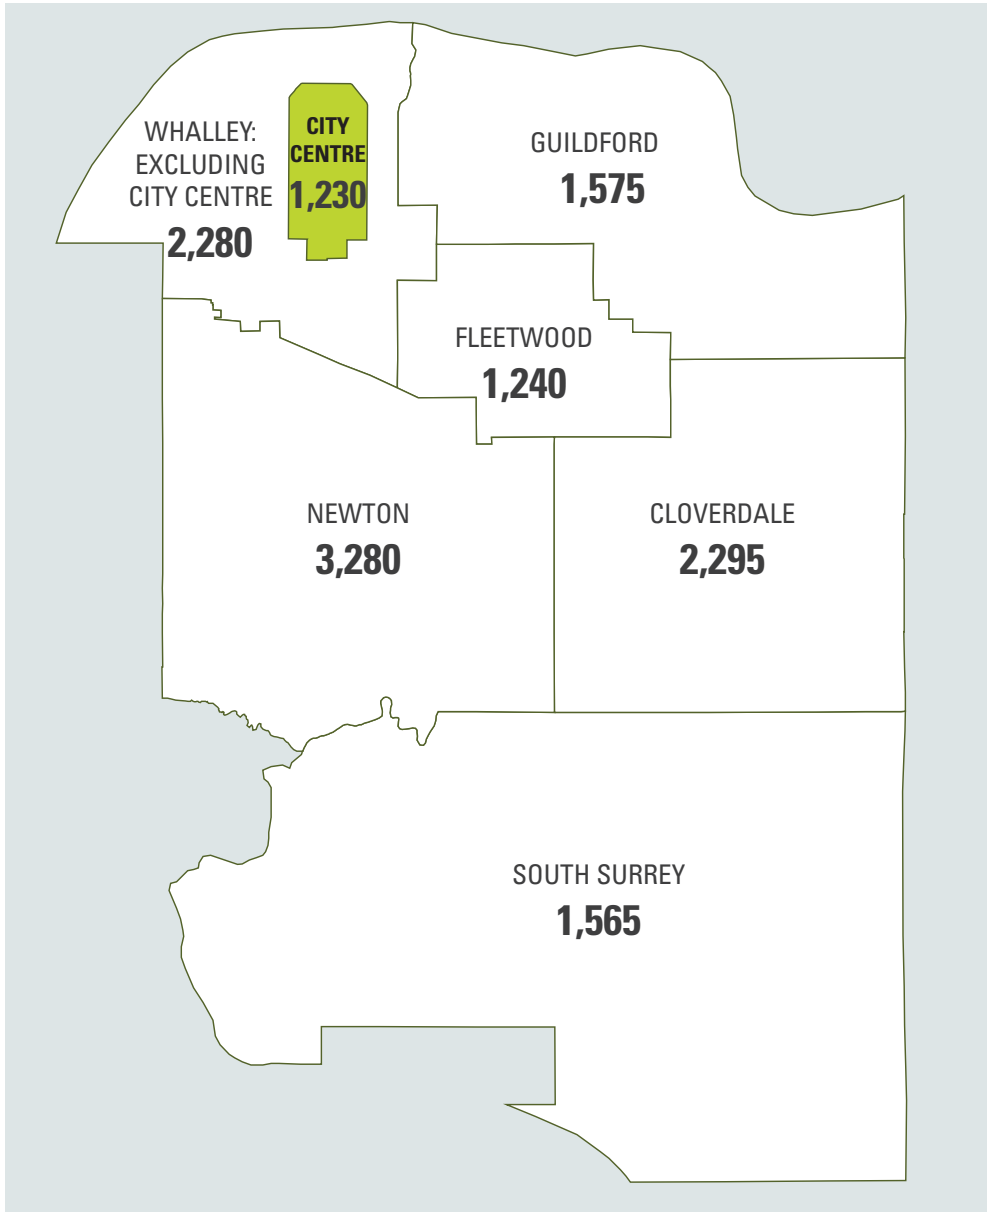 WHALLEY:
EXCLUDING
CITY CENTRE
2,280
CITY
CENTRE
1,230
GUILDFORD
1,575
FLEETWOOD
1,240
NEWTON
3,280
CLOVERDALE
2,295
SOUTH SURREY
1,565